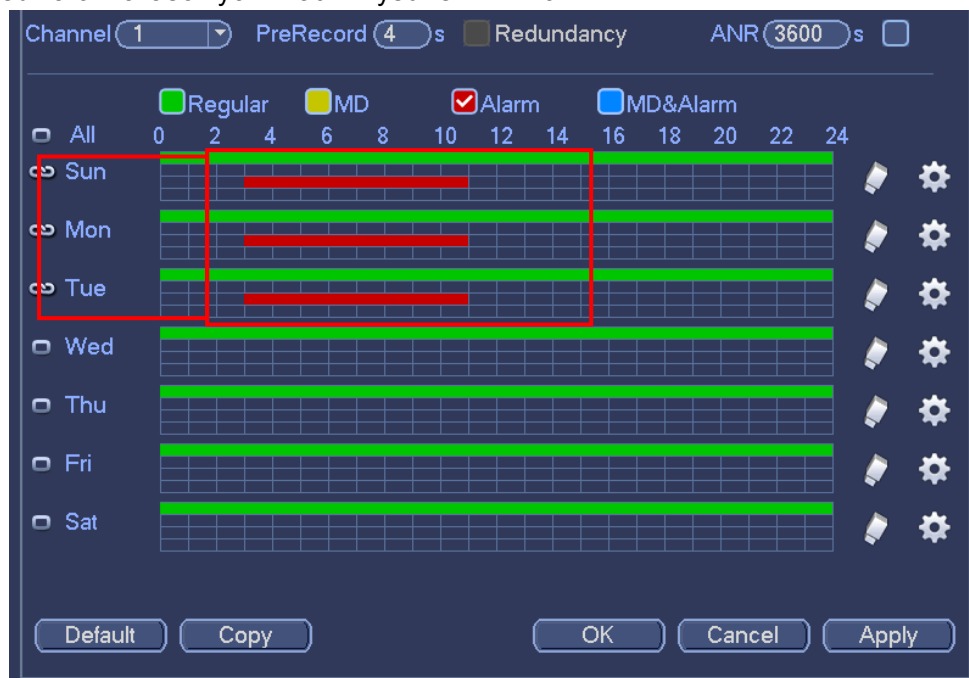 Channel 1 PreRecord 4 s Redundancy ANR 3600 s
Regular MD Alarm MD&Alarm
All 0 2 4 6 8 10 12 14 16 18 20 22 24
Sun
Mon
Tue
Wed
Thu
Fri
Sat
Default Copy OK Cancel Apply